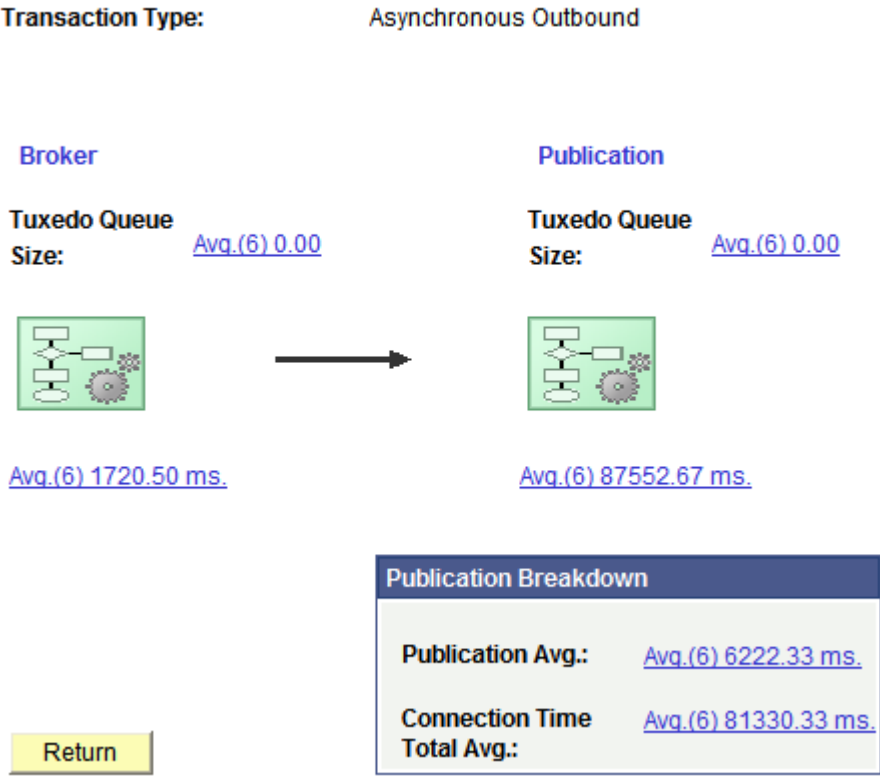 Transaction Type: Asynchronous Outbound
Broker Publication
Tuxedo Queue Tuxedo Queue
Size: Avg.(6) 0.00 Size: Avg.(6) 0.00
Avg.(6) 1720.50 ms. Avg.(6) 87552.67 ms.
Publication Breakdown
Publication Avg.: Avg.(6) 6222.33 ms.
Connection Time Avg.(6) 81330.33 ms.
Total Avg.:
Return